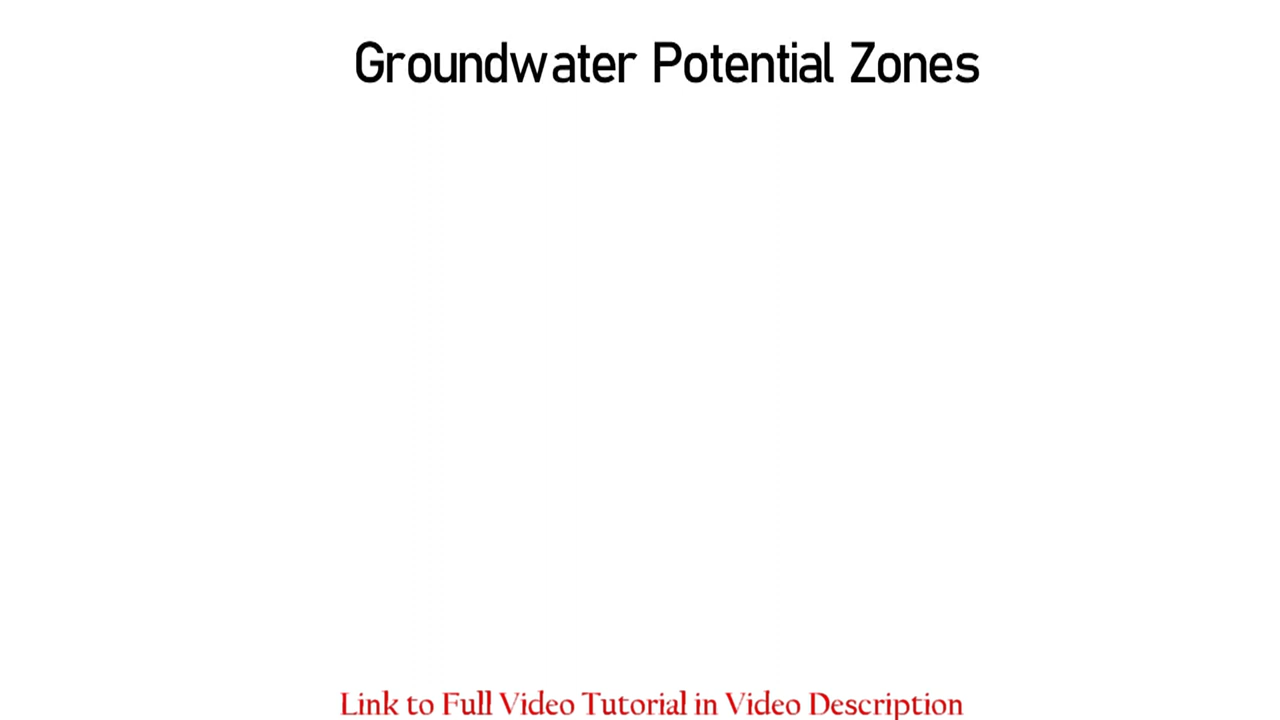 Groundwater Potential Zones
Link to Full Video Tutorial in Video Description